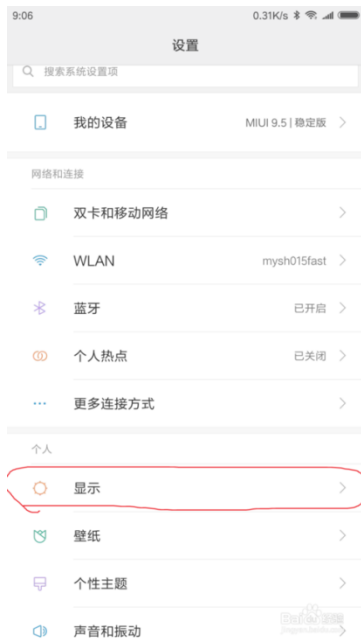 9:06 0.31K/s
设置
搜索系统设置项
我的设备 MIUI 9.5 | 稳定版
网络和连接
双卡和移动网络
WLAN mysh015fast
蓝牙 已开启
个人热点 已关闭
更多连接方式
个人
显示
壁纸
个性主题
声音和振动